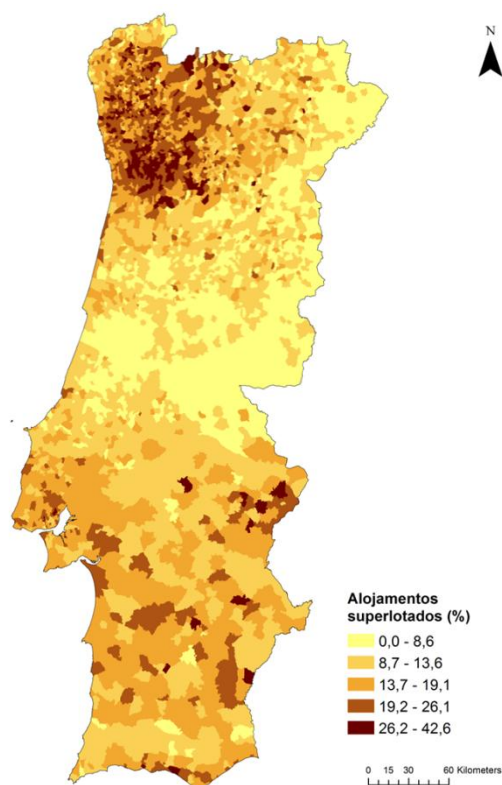 N
Alojamentos
superlotados (%)
0,0 - 8,6
8,7 - 13,6
13,7 - 19,1
19,2 - 26,1
26,2 - 42,6
0 15 30 60 Kilometers